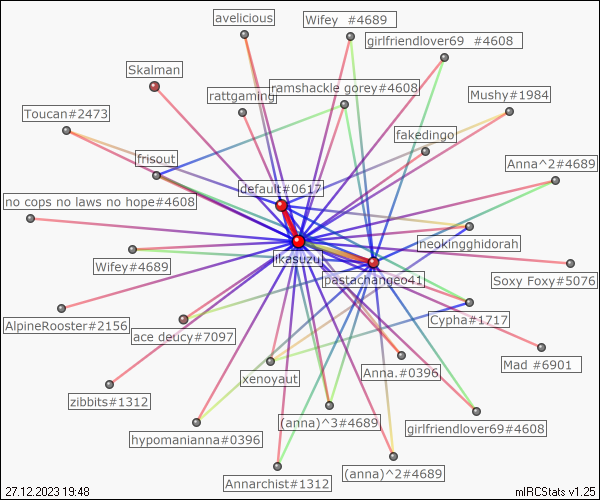 avelicious
Wifey  #4689
girlfriendlover69  #4608
Skalman
rattgaming
ramshackle gorey#4608
Mushy#1984
Toucan#2473
fakedingo
frisout
Anna^2#4689
default#0617
no cops no laws no hope#4608
neokingghidorah
Wifey#4689
likasuzu
pastachangeo41
Soxy Foxy#5076
AlpineRooster#2156
ace deucy#7097
Cypha#1717
Mad #6901
xenoyaut
Anna.#0396
zibbits#1312
hypomanianna#0396
(anna)^3#4689
girlfriendlover69#4608
Annarchist#1312
(anna)^2#4689
27.12.2023 19:48
mIRCStats v1.25